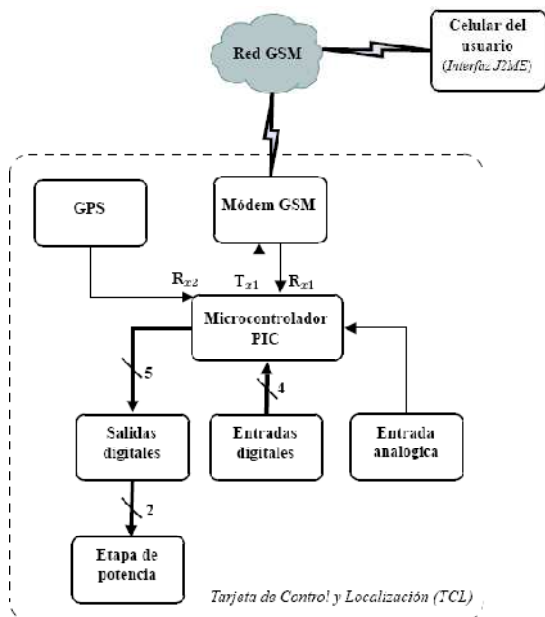 Celular del
usuario
(Interfaz J2ME)
Red GSM
GPS
Módem GSM
Rx2
Tx1
Rx1
Microcontrolador
PIC
5
4
Salidas
digitales
Entradas
digitales
Entrada
analogica
2
Etapa de
potencia
Tarjeta de Control y Localización (TCL)